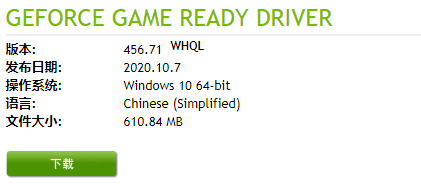 GEFORCE GAME READY DRIVER
版本: 456.71 WHQL
发布日期: 2020.10.7
操作系统: Windows 10 64-bit
语言: Chinese (Simplified)
文件大小: 610.84 MB
下载